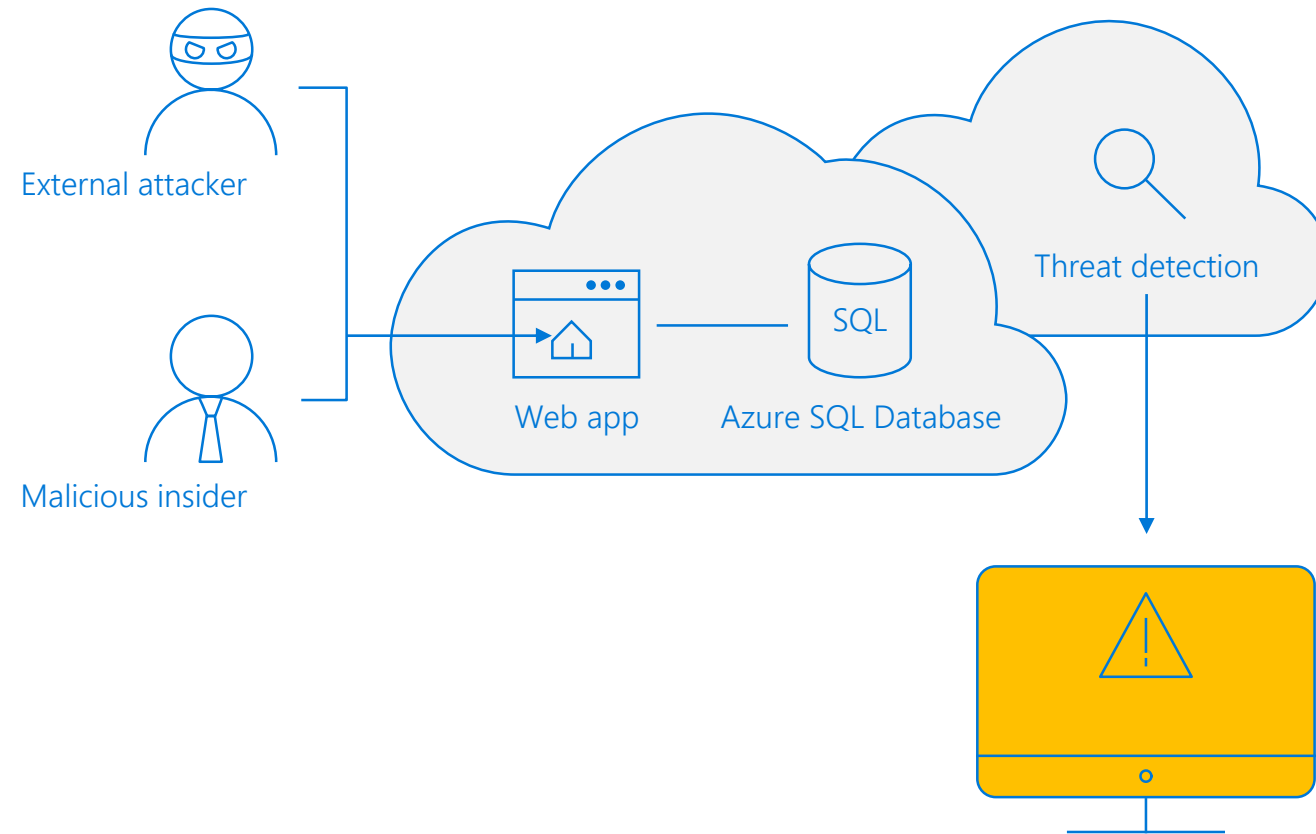 External attacker
Threat detection
SQL
Web app
Azure SQL Database
Malicious insider